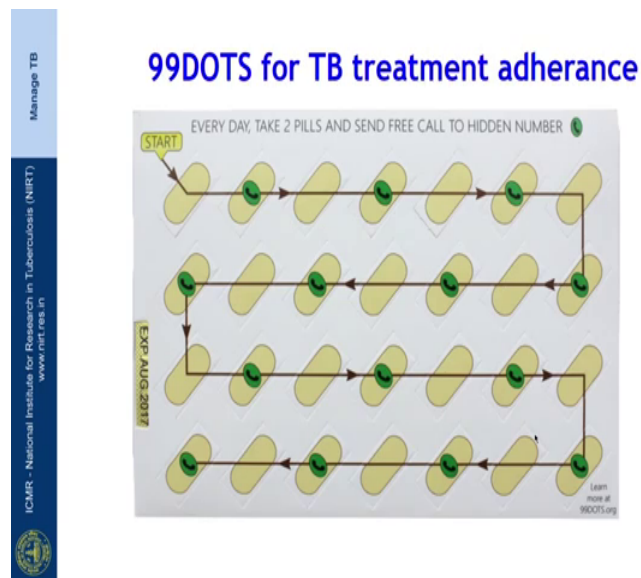 99DOTS for TB treatment adherance
Manage TB
ICMR - National Institute for Research in Tuberculosis (NIRT)
www.nirt.res.in
EVERY DAY, TAKE 2 PILLS AND SEND FREE CALL TO HIDDEN NUMBER
START
EXP.AUG-2017
Learn
more at
99DOTS.org